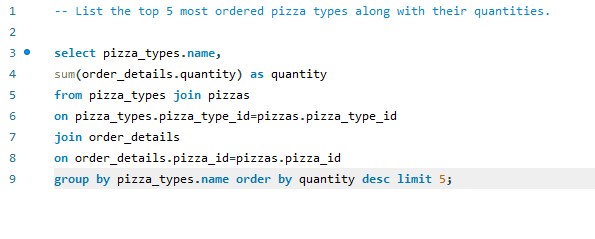 1 -- List the top 5 most ordered pizza types along with their quantities.
2
3 select pizza_types.name,
4 sum(order_details.quantity) as quantity
5 from pizza_types join pizzas
6 on pizza_types.pizza_type_id=pizzas.pizza_type_id
7 join order_details
8 on order_details.pizza_id=pizzas.pizza_id
9 group by pizza_types.name order by quantity desc limit 5;